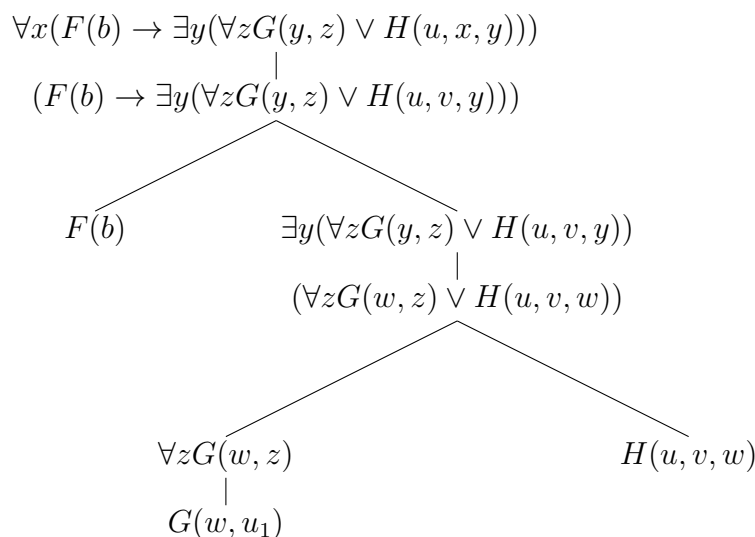 ∀x(F(b) → ∃y(∀zG(y, z) ∨ H(u, x, y)))
(F(b) → ∃y(∀zG(y, z) ∨ H(u, v, y)))
F(b) ∃y(∀zG(y, z) ∨ H(u, v, y))
(∀zG(w, z) ∨ H(u, v, w))
∀zG(w, z) H(u, v, w)
G(w, u₁)